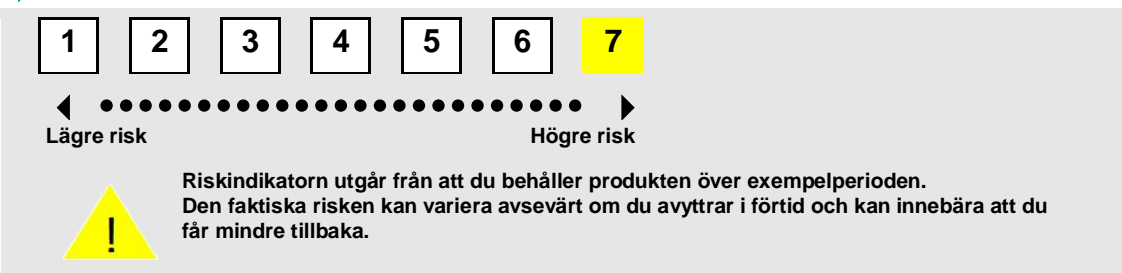 1 2 3 4 5 6 7
Lägre risk Högre risk
Riskindikatorn utgår från att du behåller produkten över exempelperioden.
Den faktiska risken kan variera avsevärt om du avyttrar i förtid och kan innebära att du
får mindre tillbaka.
!